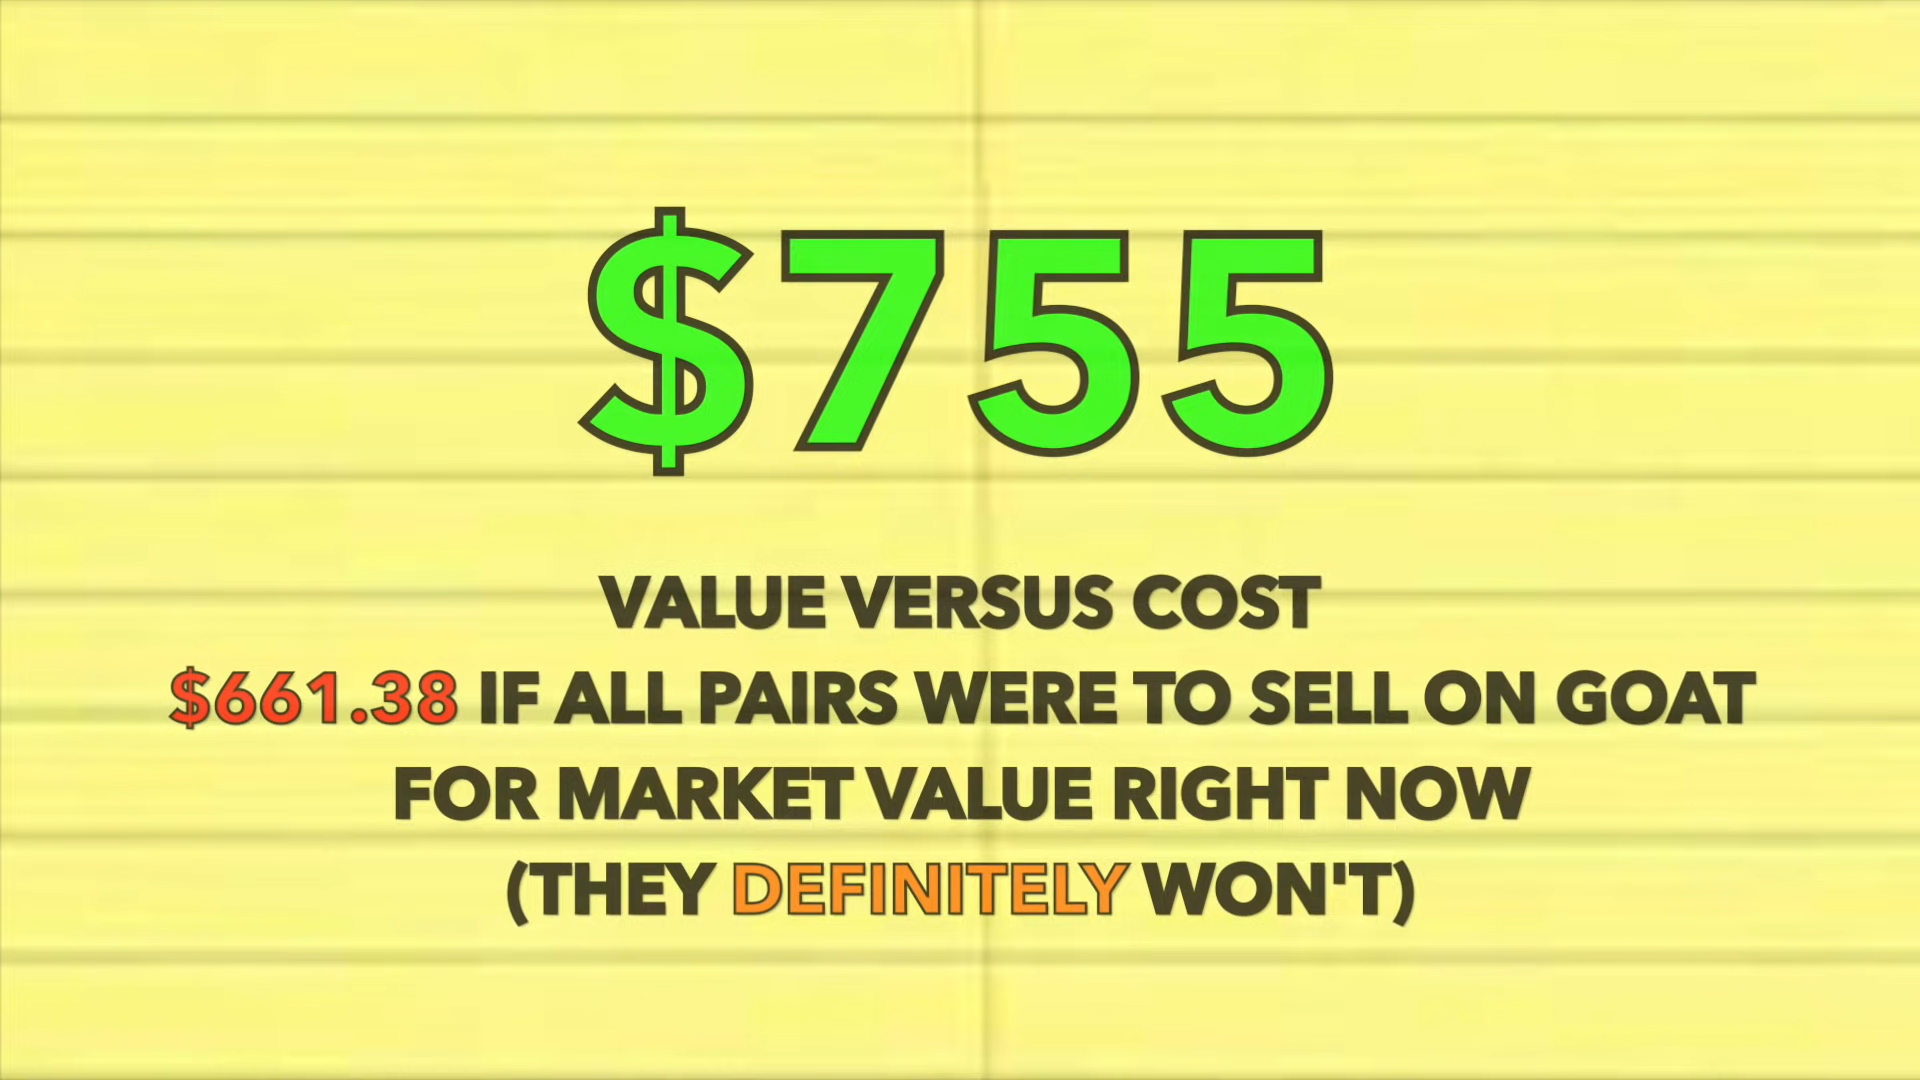 $755
VALUE VERSUS COST
$661.38 IF ALL PAIRS WERE TO SELL ON GOAT
FOR MARKET VALUE RIGHT NOW
(THEY DEFINITELY WON'T)